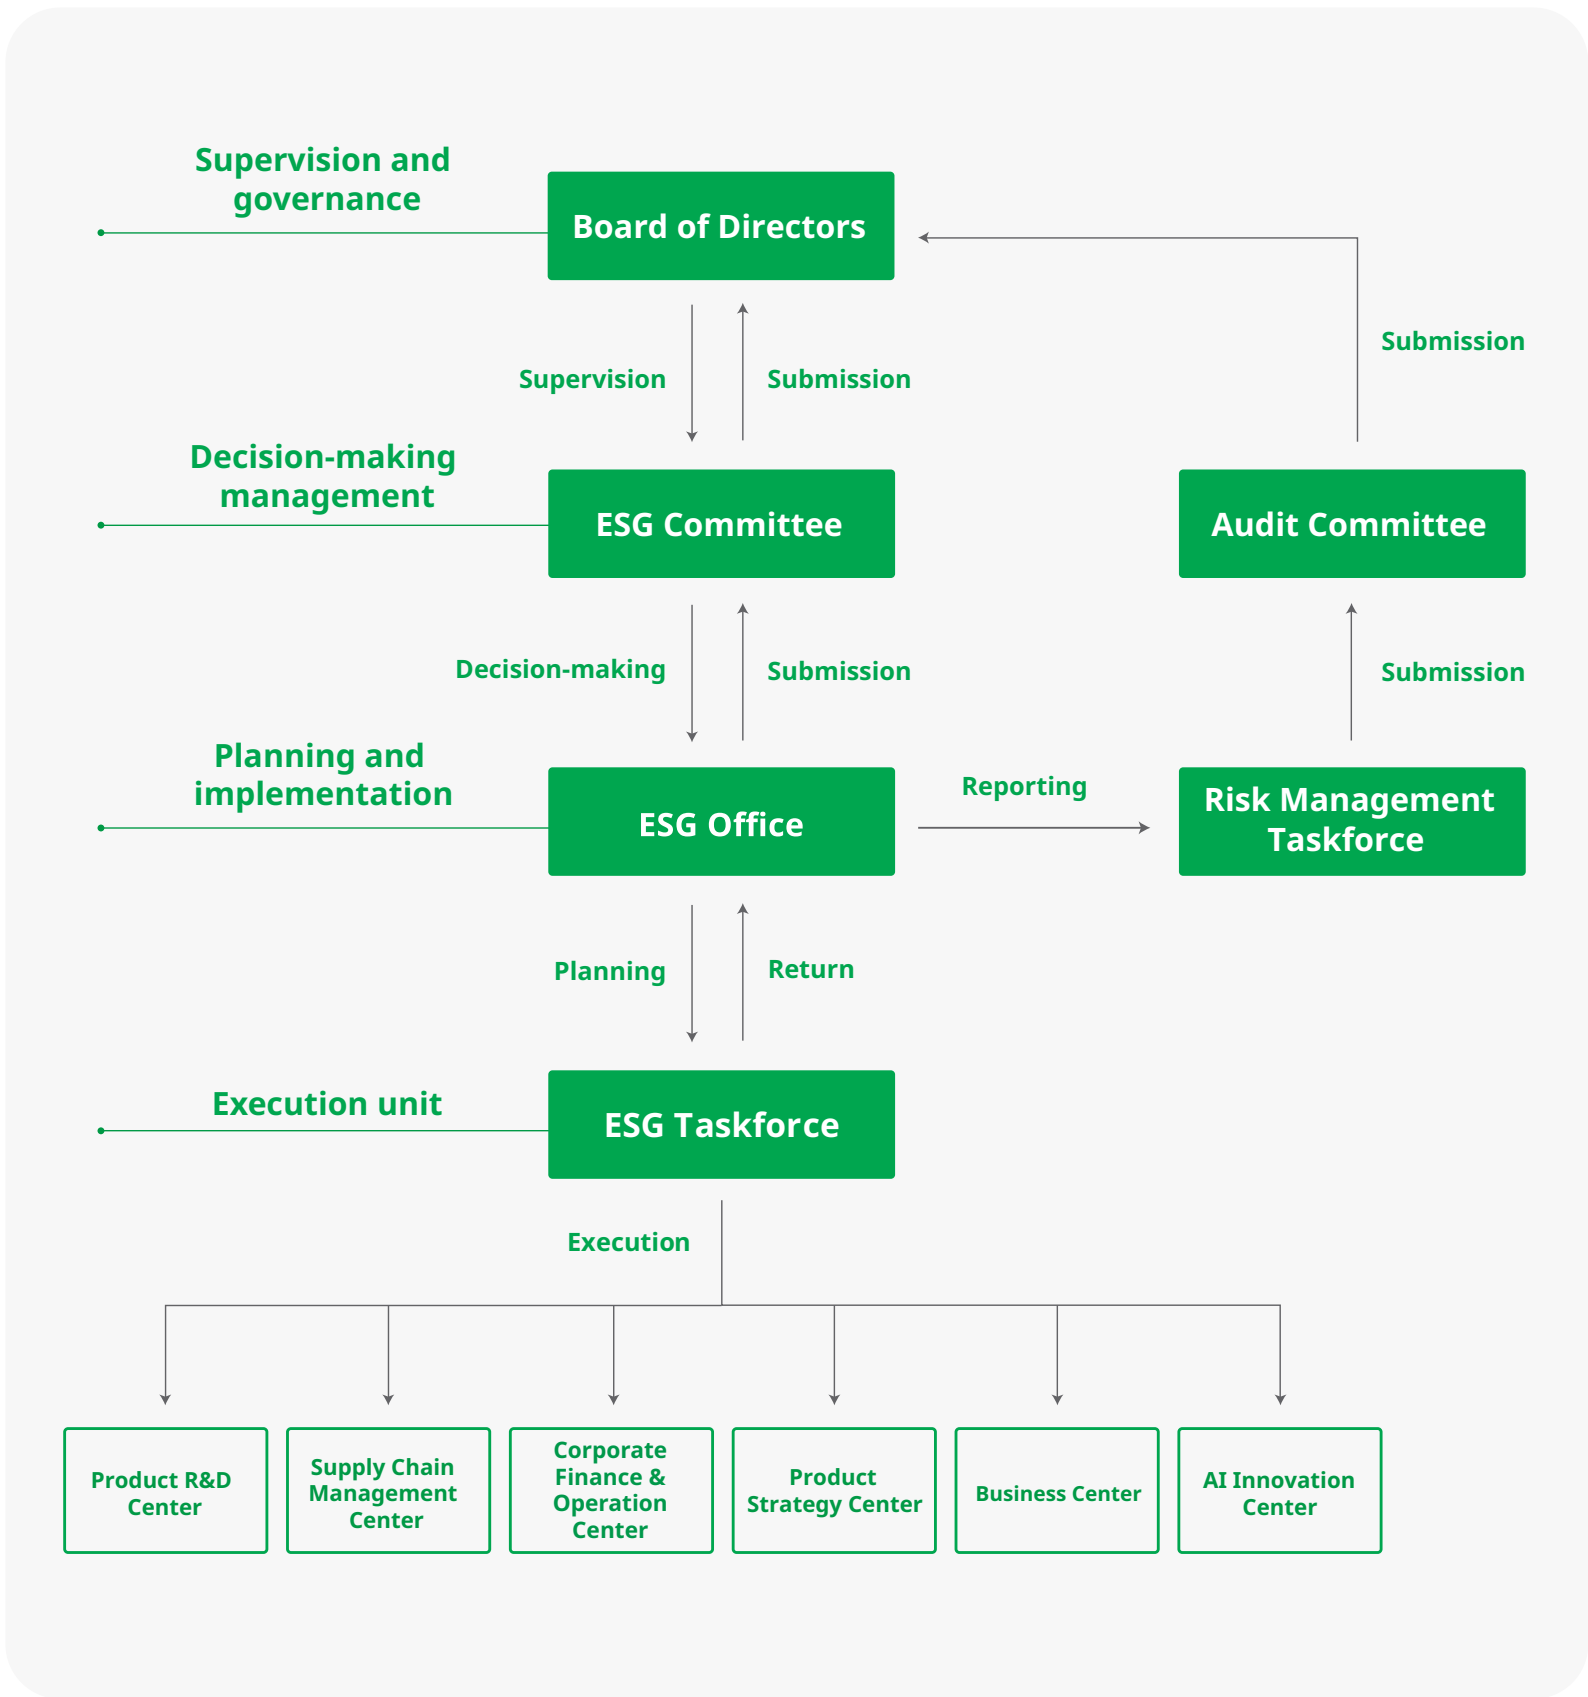 Supervision and
governance
Board of Directors
Submission
Supervision
Submission
Decision-making
management
ESG Committee
Audit Committee
Decision-making
Submission
Submission
Planning and
implementation
ESG Office
Reporting
Risk Management
Taskforce
Planning
Return
Execution unit
ESG Taskforce
Execution
Product R&D
Center
Supply Chain
Management
Center
Corporate
Finance &
Operation
Center
Product
Strategy Center
Business Center
AI Innovation
Center